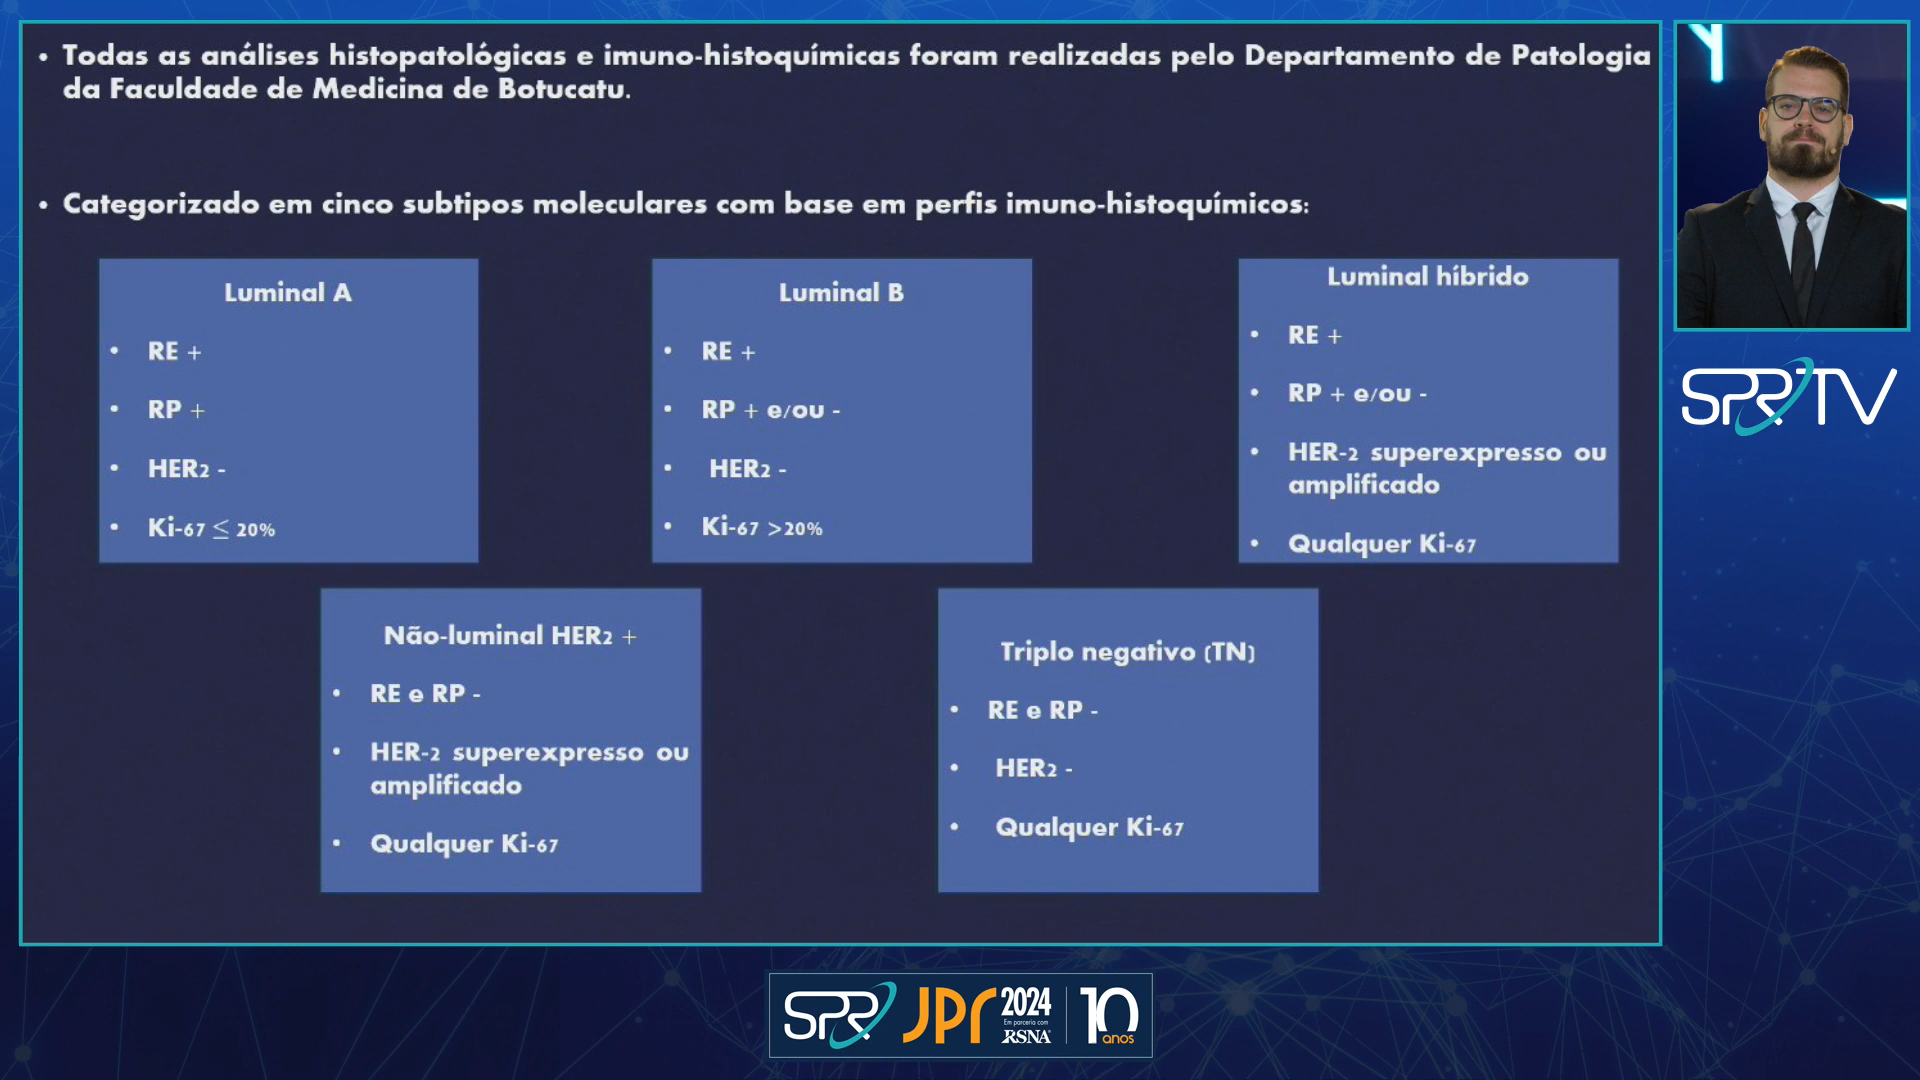 • Todas as análises histopatológicas e imuno-histoquímicas foram realizadas pelo Departamento de Patologia
da Faculdade de Medicina de Botucatu.
• Categorizado em cinco subtipos moleculares com base em perfis imuno-histoquímicos:
Luminal A
• RE +
• RP +
• HER2 -
• Ki-67 ≤ 20%
Luminal B
• RE +
• RP + e/ou -
• HER2 -
• Ki-67 >20%
Luminal híbrido
• RE +
• RP + e/ou -
• HER-2 superexpresso ou
amplificado
• Qualquer Ki-67
Não-luminal HER2 +
• RE e RP -
• HER-2 superexpresso ou
amplificado
• Qualquer Ki-67
Triplo negativo (TN)
• RE e RP -
• HER2 -
• Qualquer Ki-67
SPR TV
SPR JPR 2024
Em parceria com
RSNA
10
anos